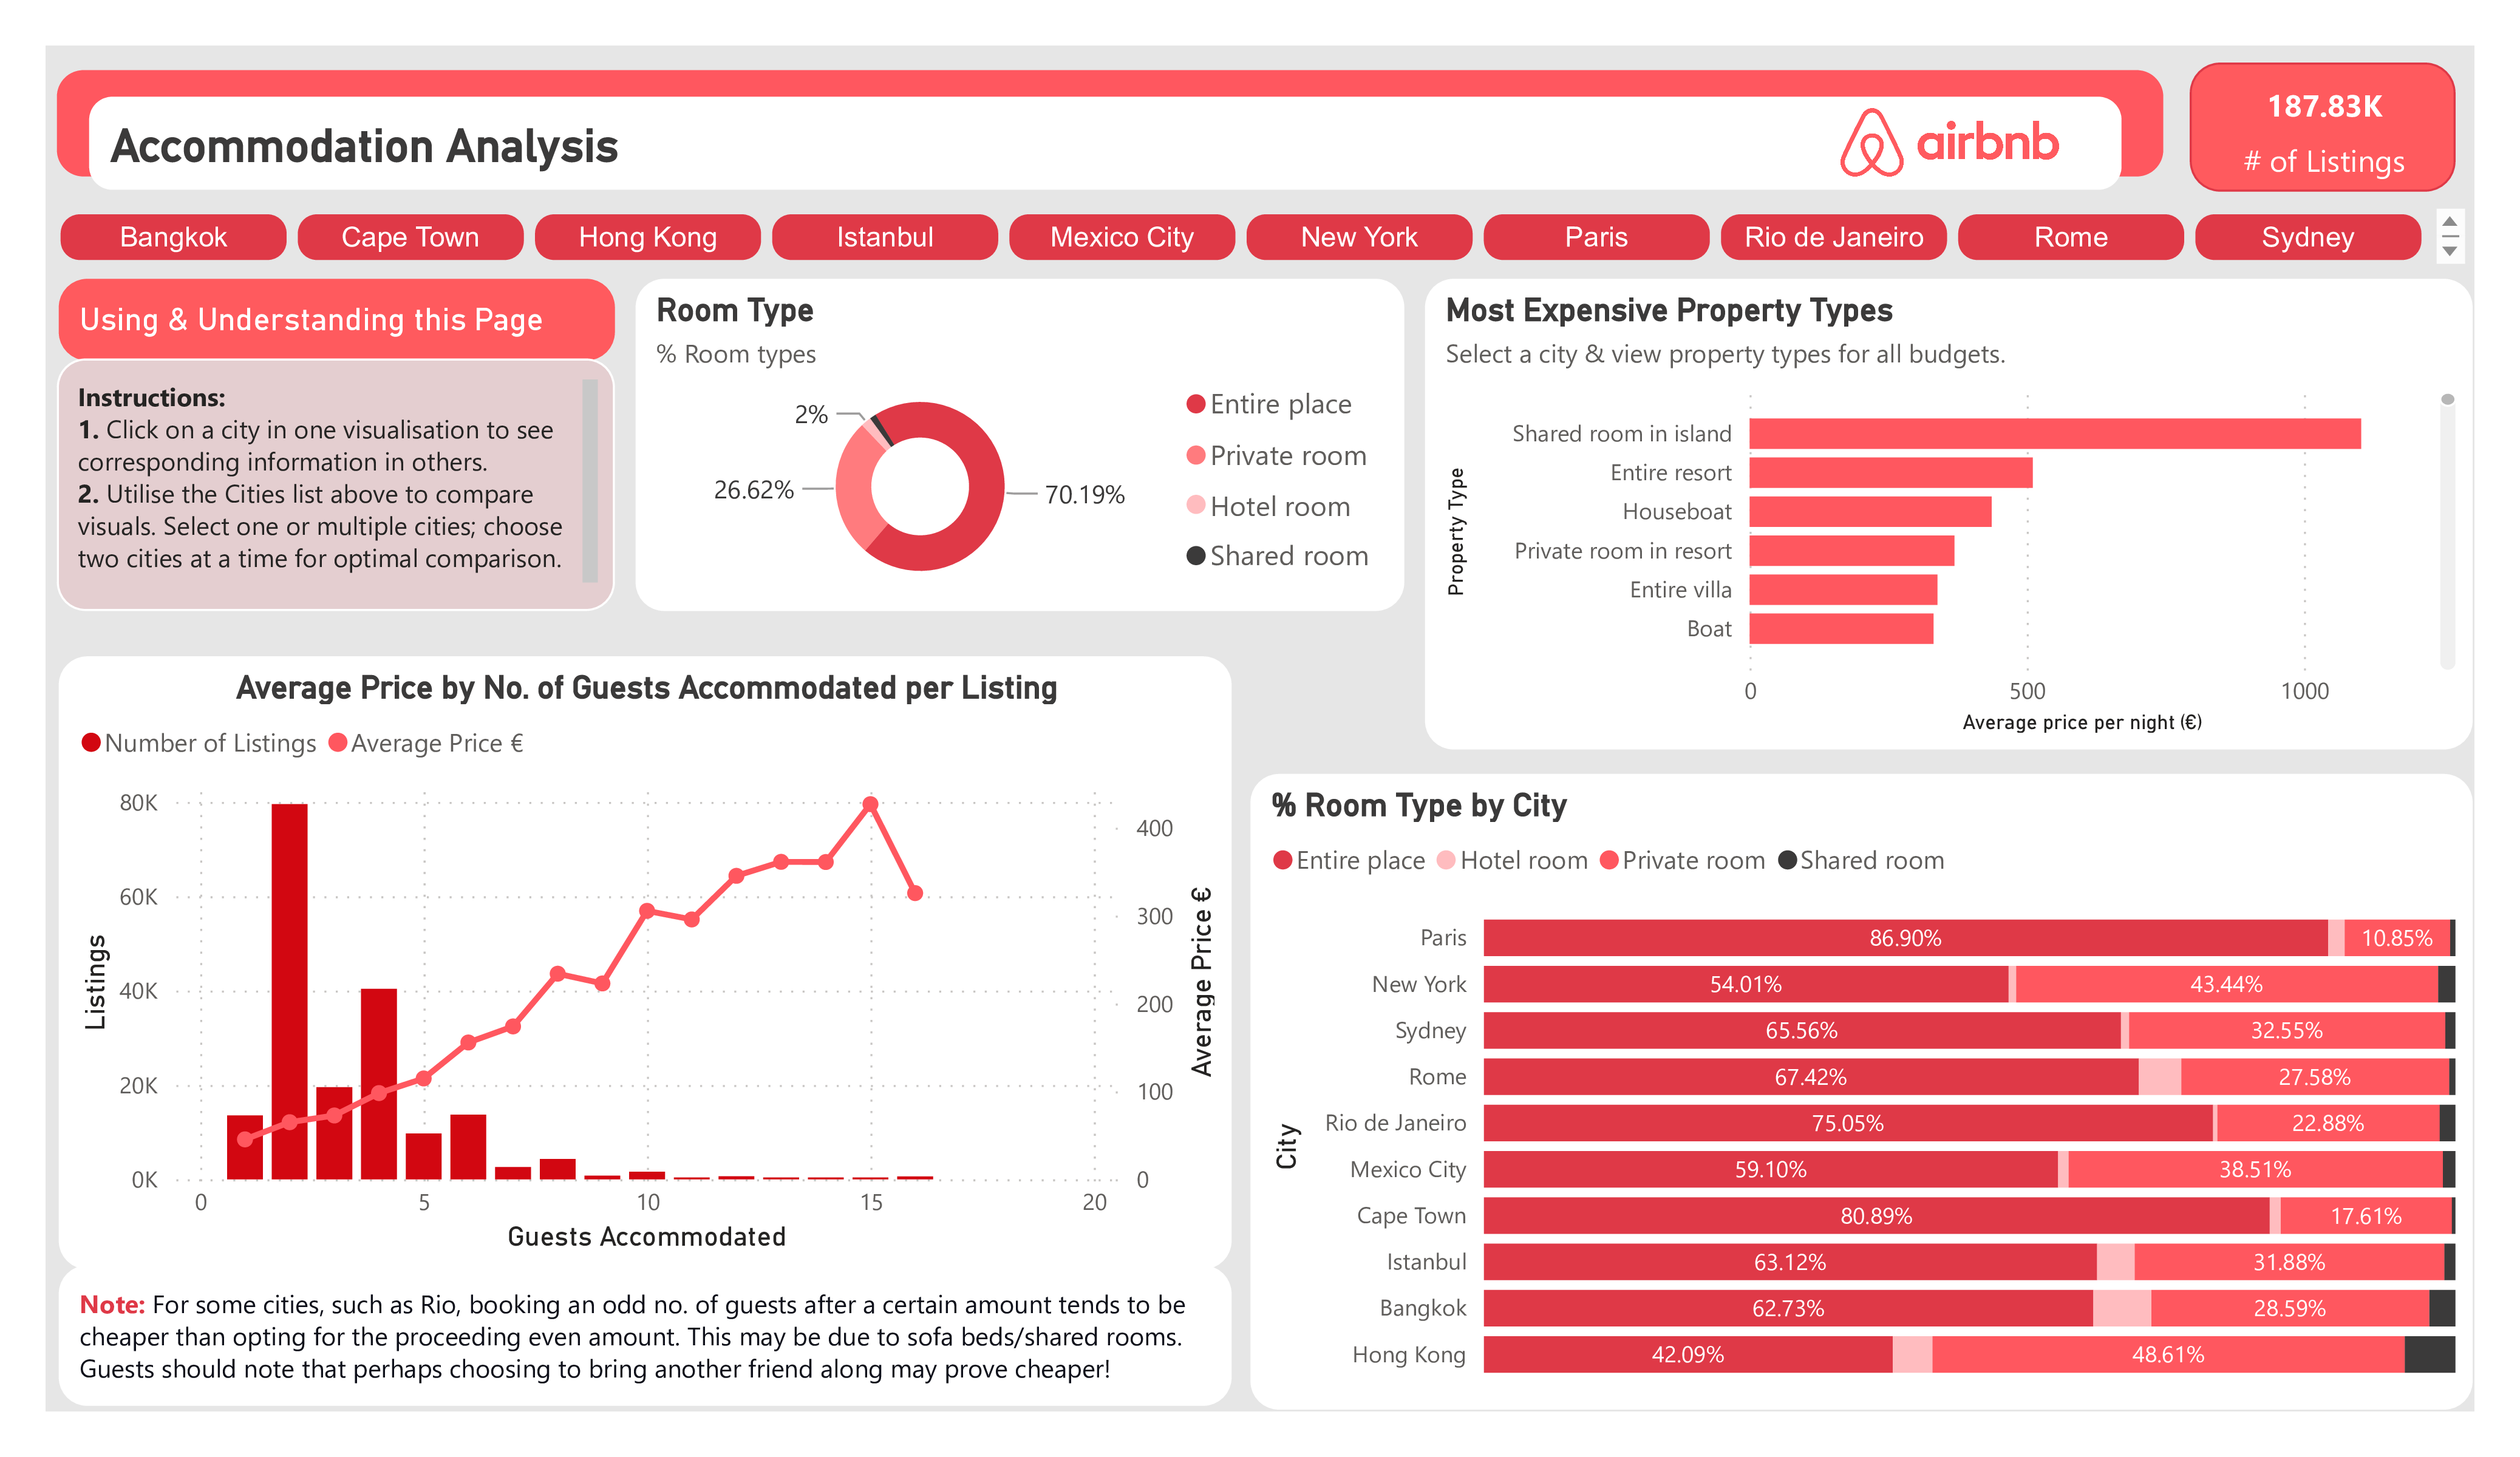 Accommodation Analysis
airbnb
187.83K
# of Listings
Bangkok
Cape Town
Hong Kong
Istanbul
Mexico City
New York
Paris
Rio de Janeiro
Rome
Sydney
Using & Understanding this Page
Instructions:
1. Click on a city in one visualisation to see
corresponding information in others.
2. Utilise the Cities list above to compare
visuals. Select one or multiple cities; choose
two cities at a time for optimal comparison.
Room Type
% Room types
2%
26.62%
70.19%
Entire place
Private room
Hotel room
Shared room
Most Expensive Property Types
Select a city & view property types for all budgets.
Property Type
Shared room in island
Entire resort
Houseboat
Private room in resort
Entire villa
Boat
0
500
1000
Average price per night (€)
Average Price by No. of Guests Accommodated per Listing
Number of Listings
Average Price €
Listings
80K
60K
40K
20K
0K
400
300
200
100
0
Average Price €
0
5
10
15
20
Guests Accommodated
Note: For some cities, such as Rio, booking an odd no. of guests after a certain amount tends to be
cheaper than opting for the proceeding even amount. This may be due to sofa beds/shared rooms.
Guests should note that perhaps choosing to bring another friend along may prove cheaper!
% Room Type by City
Entire place
Hotel room
Private room
Shared room
City
Paris 86.90% 10.85%
New York 54.01% 43.44%
Sydney 65.56% 32.55%
Rome 67.42% 27.58%
Rio de Janeiro 75.05% 22.88%
Mexico City 59.10% 38.51%
Cape Town 80.89% 17.61%
Istanbul 63.12% 31.88%
Bangkok 62.73% 28.59%
Hong Kong 42.09% 48.61%